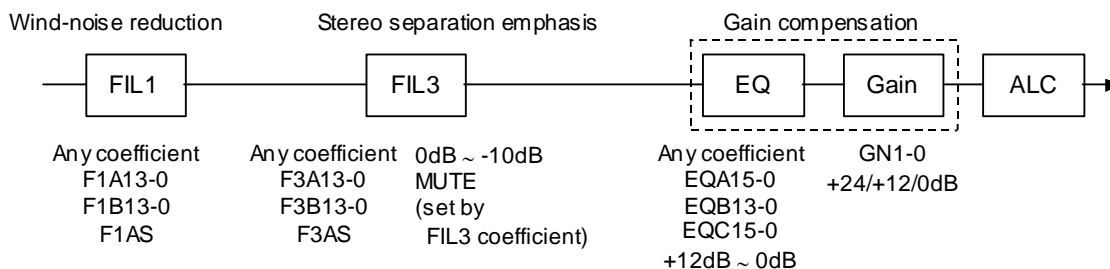 Wind-noise reduction
Stereo separation emphasis
Gain compensation
FIL1
FIL3
EQ
Gain
ALC
Any coefficient
F1A13-0
F1B13-0
F1AS
Any coefficient
F3A13-0
F3B13-0
F3AS
0dB ~ -10dB
MUTE
(set by
FIL3 coefficient)
Any coefficient
EQA15-0
EQB13-0
EQC15-0
+12dB ~ 0dB
GN1-0
+24/+12/0dB